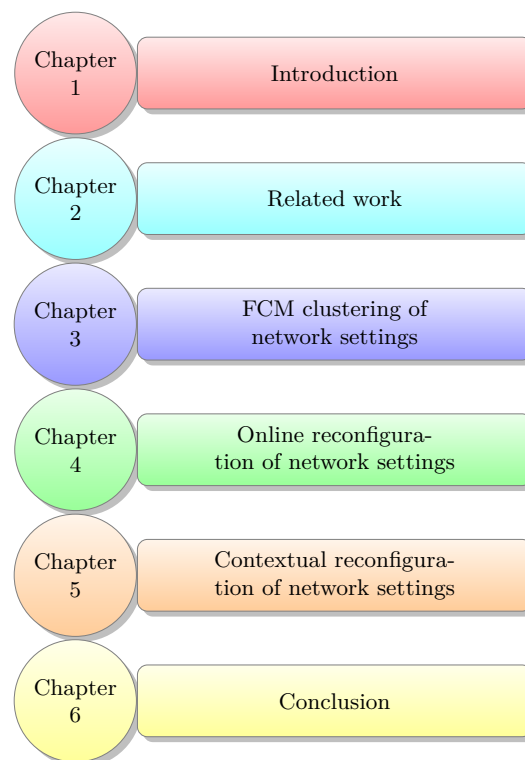 Chapter
1
Introduction
Chapter
2
Related work
Chapter
3
FCM clustering of
network settings
Chapter
4
Online reconfigura-
tion of network settings
Chapter
5
Contextual reconfigura-
tion of network settings
Chapter
6
Conclusion